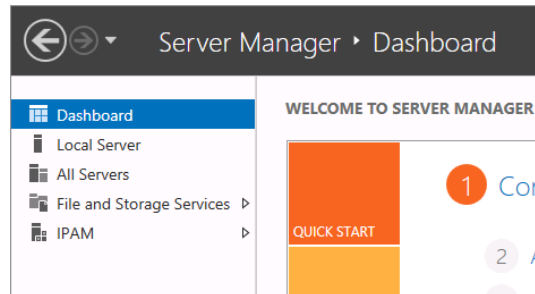 Server Manager ‣ Dashboard
Dashboard
Local Server
All Servers
File and Storage Services
IPAM
WELCOME TO SERVER MANAGER
QUICK START
1
2